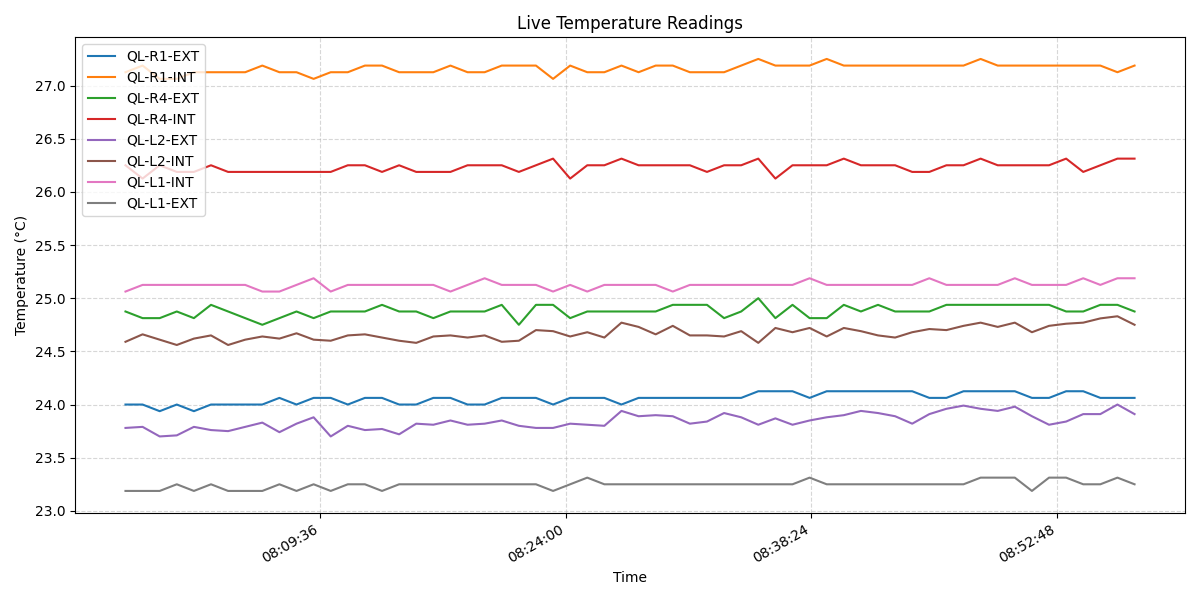 Live Temperature Readings
QL-R1-EXT
QL-R1-INT
QL-R4-EXT
QL-R4-INT
QL-L2-EXT
QL-L2-INT
QL-L1-INT
QL-L1-EXT
Temperature (°C)
27.0
26.5
26.0
25.5
25.0
24.5
24.0
23.5
23.0
08:09:36
08:24:00
08:38:24
08:52:48
Time